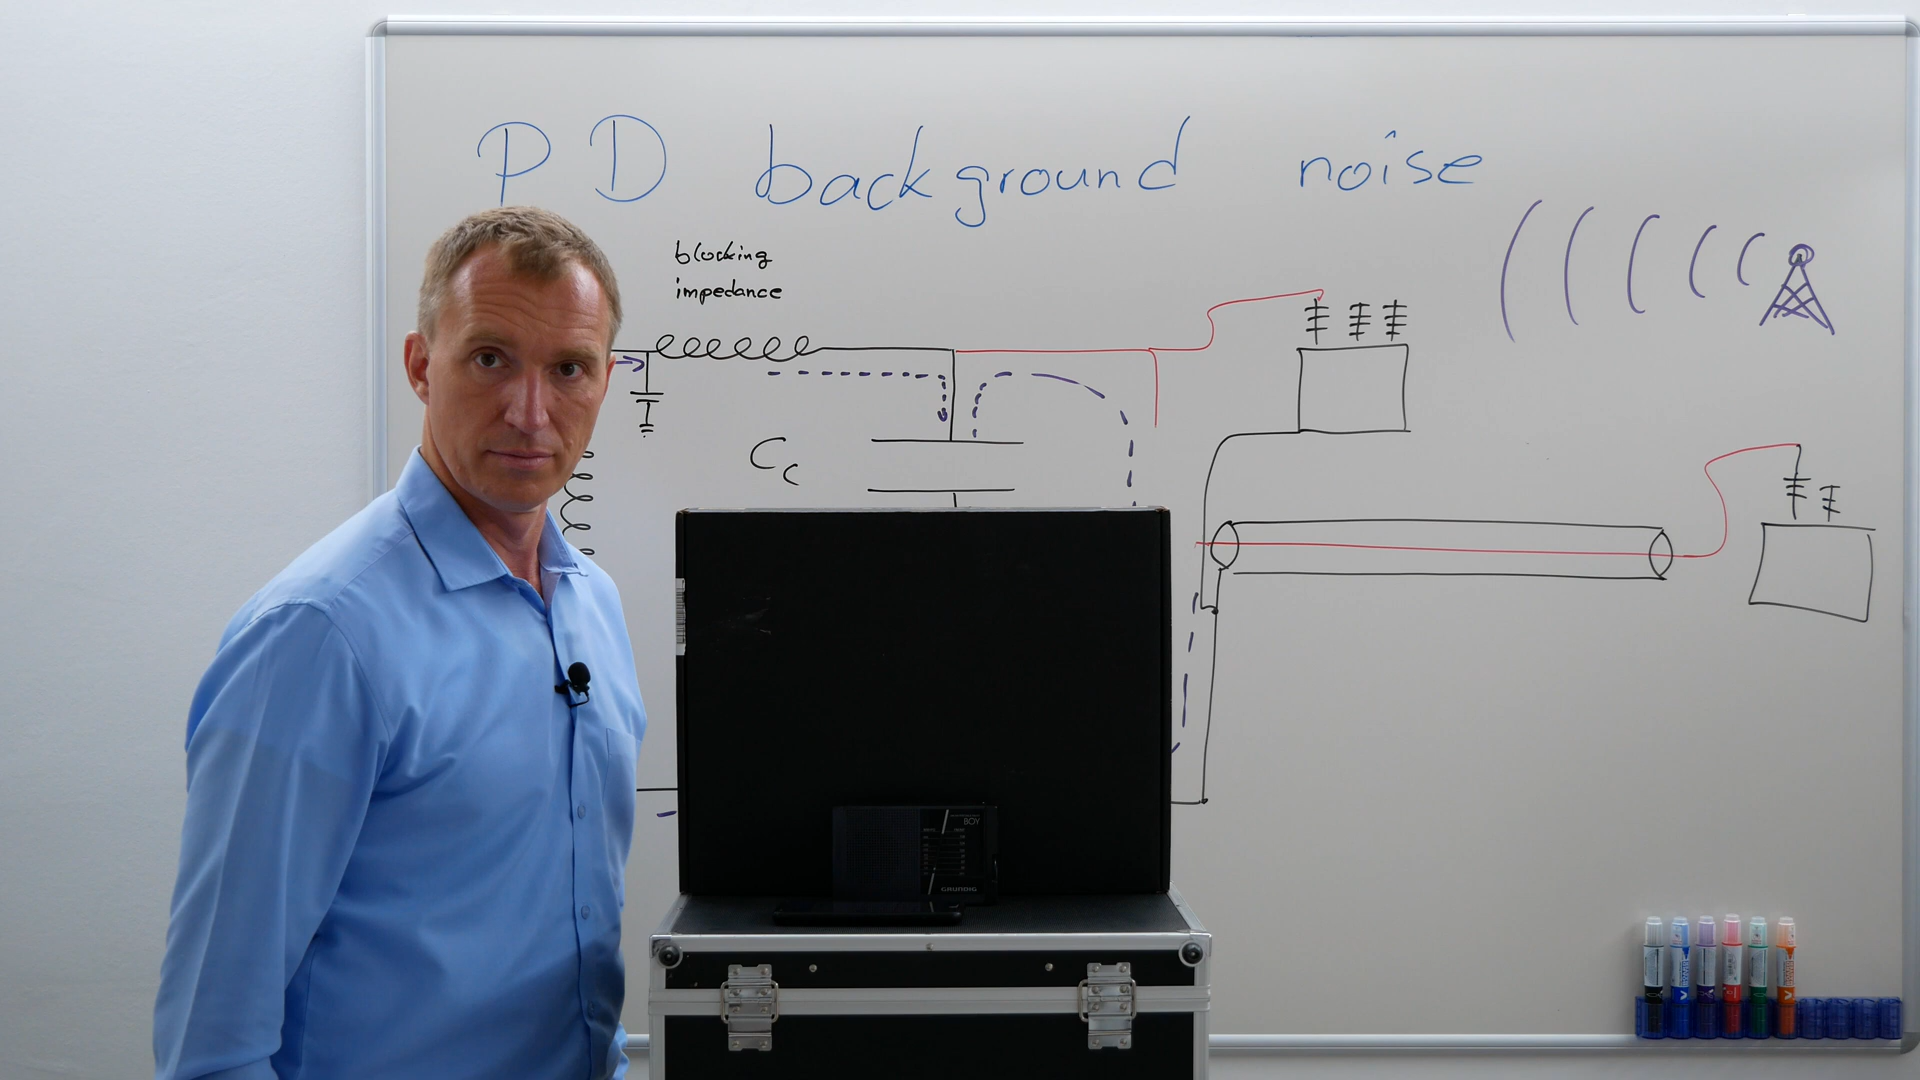 PD background noise
blocking
impedance
Cc
BOY
GRUNDIG